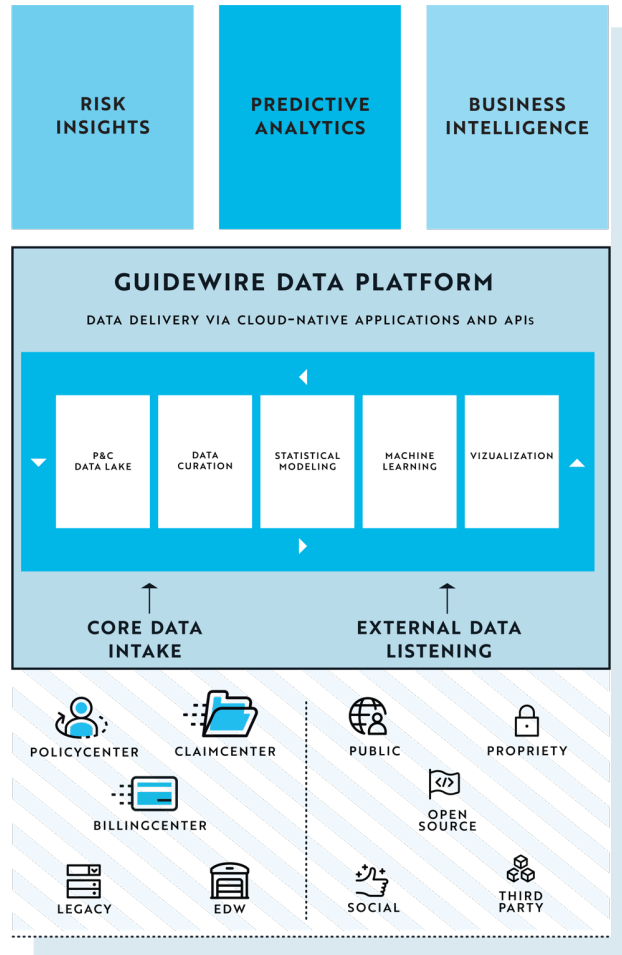 RISK
INSIGHTS
PREDICTIVE
ANALYTICS
BUSINESS
INTELLIGENCE
GUIDEWIRE DATA PLATFORM
DATA DELIVERY VIA CLOUD-NATIVE APPLICATIONS AND APIs
P&C
DATA LAKE
DATA
CURATION
STATISTICAL
MODELING
MACHINE
LEARNING
VIZUALIZATION
CORE DATA
INTAKE
EXTERNAL DATA
LISTENING
POLICYCENTER
CLAIMCENTER
BILLINGCENTER
LEGACY
EDW
PUBLIC
PROPRIETY
</>
OPEN
SOURCE
SOCIAL
THIRD
PARTY